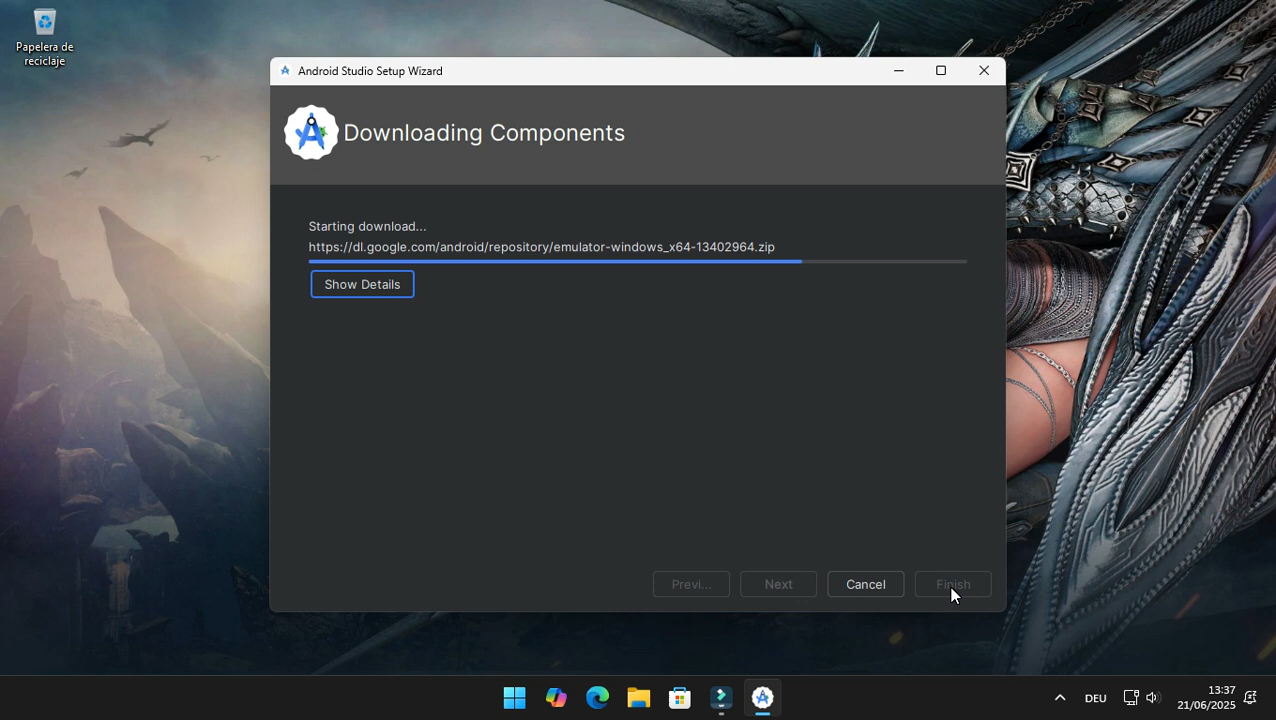 Papelera de
reciclaje
Android Studio Setup Wizard
Downloading Components
Starting download...
https://dl.google.com/android/repository/emulator-windows_x64-13402964.zip
Show Details
Previ...
Next
Cancel
Finish
DEU
13:37
21/06/2025